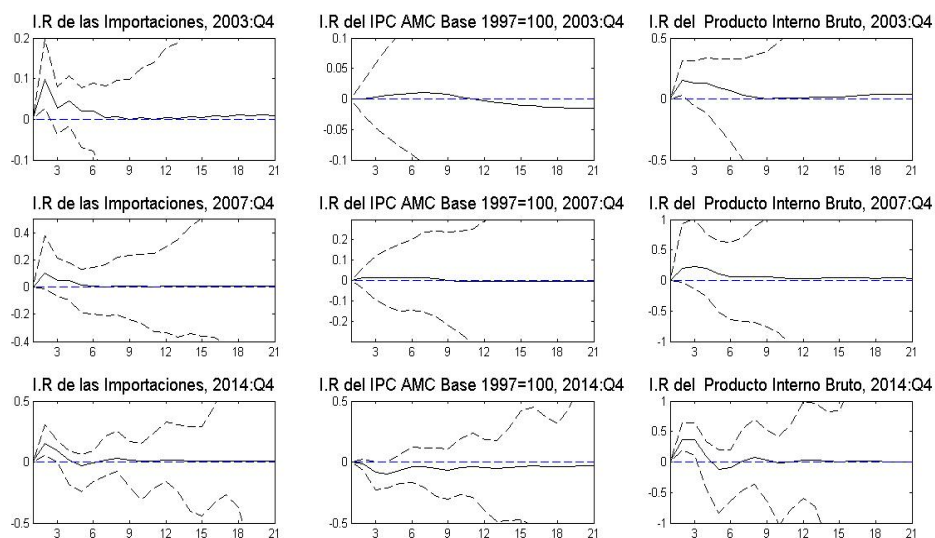 I.R de las Importaciones, 2003:Q4
0.2
0.1
0
-0.1
3 6 9 12 15 18 21
I.R del IPC AMC Base 1997=100, 2003:Q4
0.1
0.05
0
-0.05
-0.1
3 6 9 12 15 18 21
I.R del Producto Interno Bruto, 2003:Q4
0.5
0
-0.5
3 6 9 12 15 18 21
I.R de las Importaciones, 2007:Q4
0.4
0.2
0
-0.2
-0.4
3 6 9 12 15 18 21
I.R del IPC AMC Base 1997=100, 2007:Q4
0.2
0.1
0
-0.1
-0.2
3 6 9 12 15 18 21
I.R del Producto Interno Bruto, 2007:Q4
1
0.5
0
-0.5
-1
3 6 9 12 15 18 21
I.R de las Importaciones, 2014:Q4
0.5
0
-0.5
3 6 9 12 15 18 21
I.R del IPC AMC Base 1997=100, 2014:Q4
0.5
0
-0.5
3 6 9 12 15 18 21
I.R del Producto Interno Bruto, 2014:Q4
1
0.5
0
-0.5
-1
3 6 9 12 15 18 21